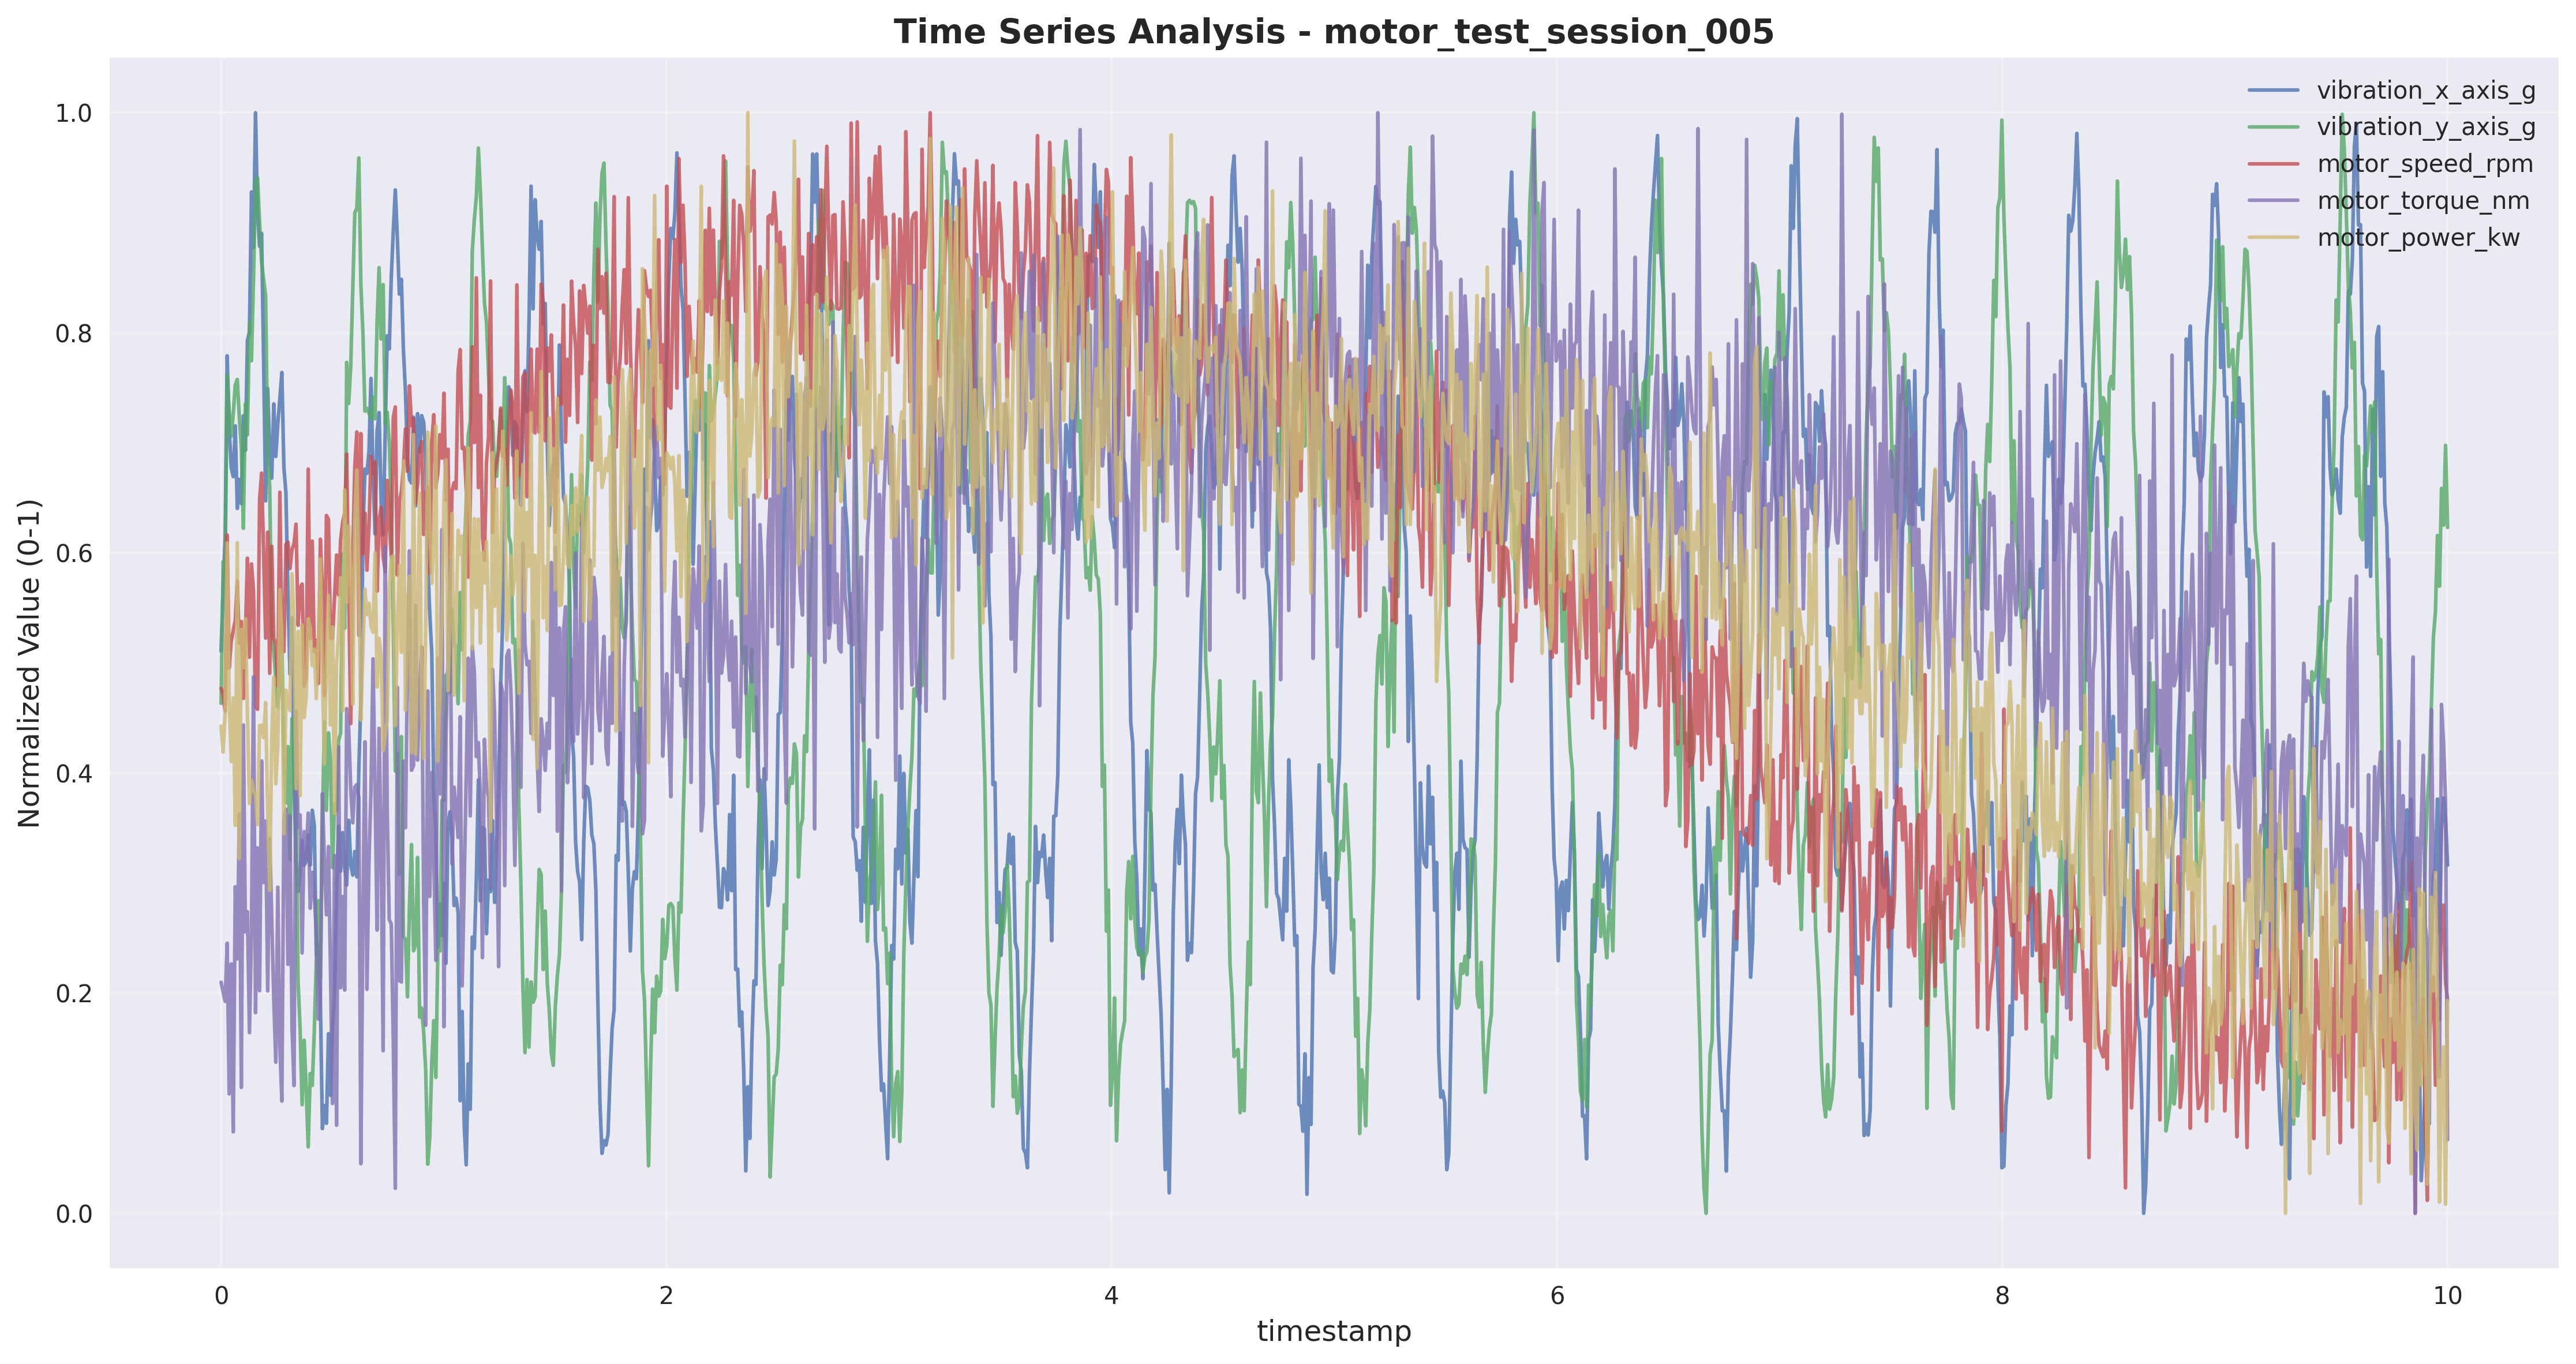 Time Series Analysis - motor_test_session_005
vibration_x_axis_g
vibration_y_axis_g
motor_speed_rpm
motor_torque_nm
motor_power_kw
Normalized Value (0-1)
1.0
0.8
0.6
0.4
0.2
0.0
0 2 4 6 8 10
timestamp